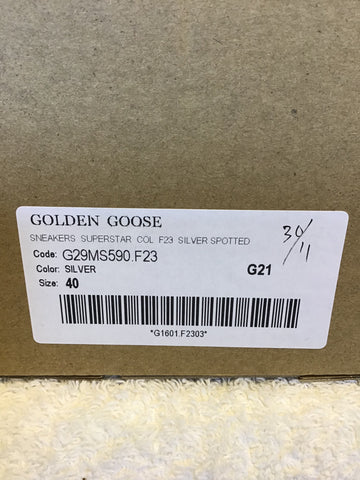 GOLDEN GOOSE
SNEAKERS SUPERSTAR COL F23 SILVER SPOTTED
Code: G29MS590.F23
Color: SILVER G21
Size: 40
*G1601.F2303*
30/11